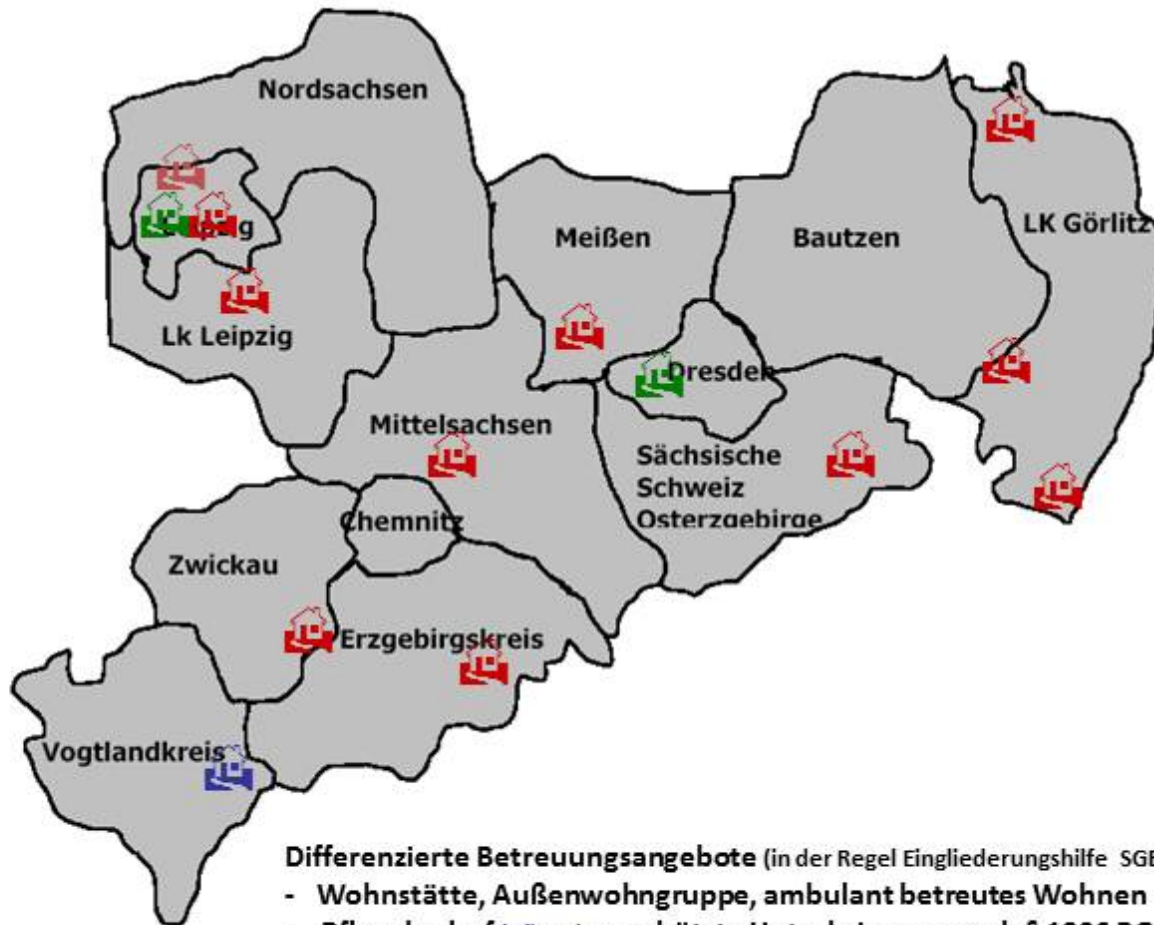 Nordsachsen
LK Görlitz
Meißen
Bautzen
Lk Leipzig
Dresden
Mittelsachsen
Sächsische
Schweiz
Osterzgebirge
Chemnitz
Zwickau
Erzgebirgskreis
Vogtlandkreis
Differenzierte Betreuungsangebote (in der Regel Eingliederungshilfe SGB
- Wohnstätte, Außenwohngruppe, ambulant betreutes Wohnen